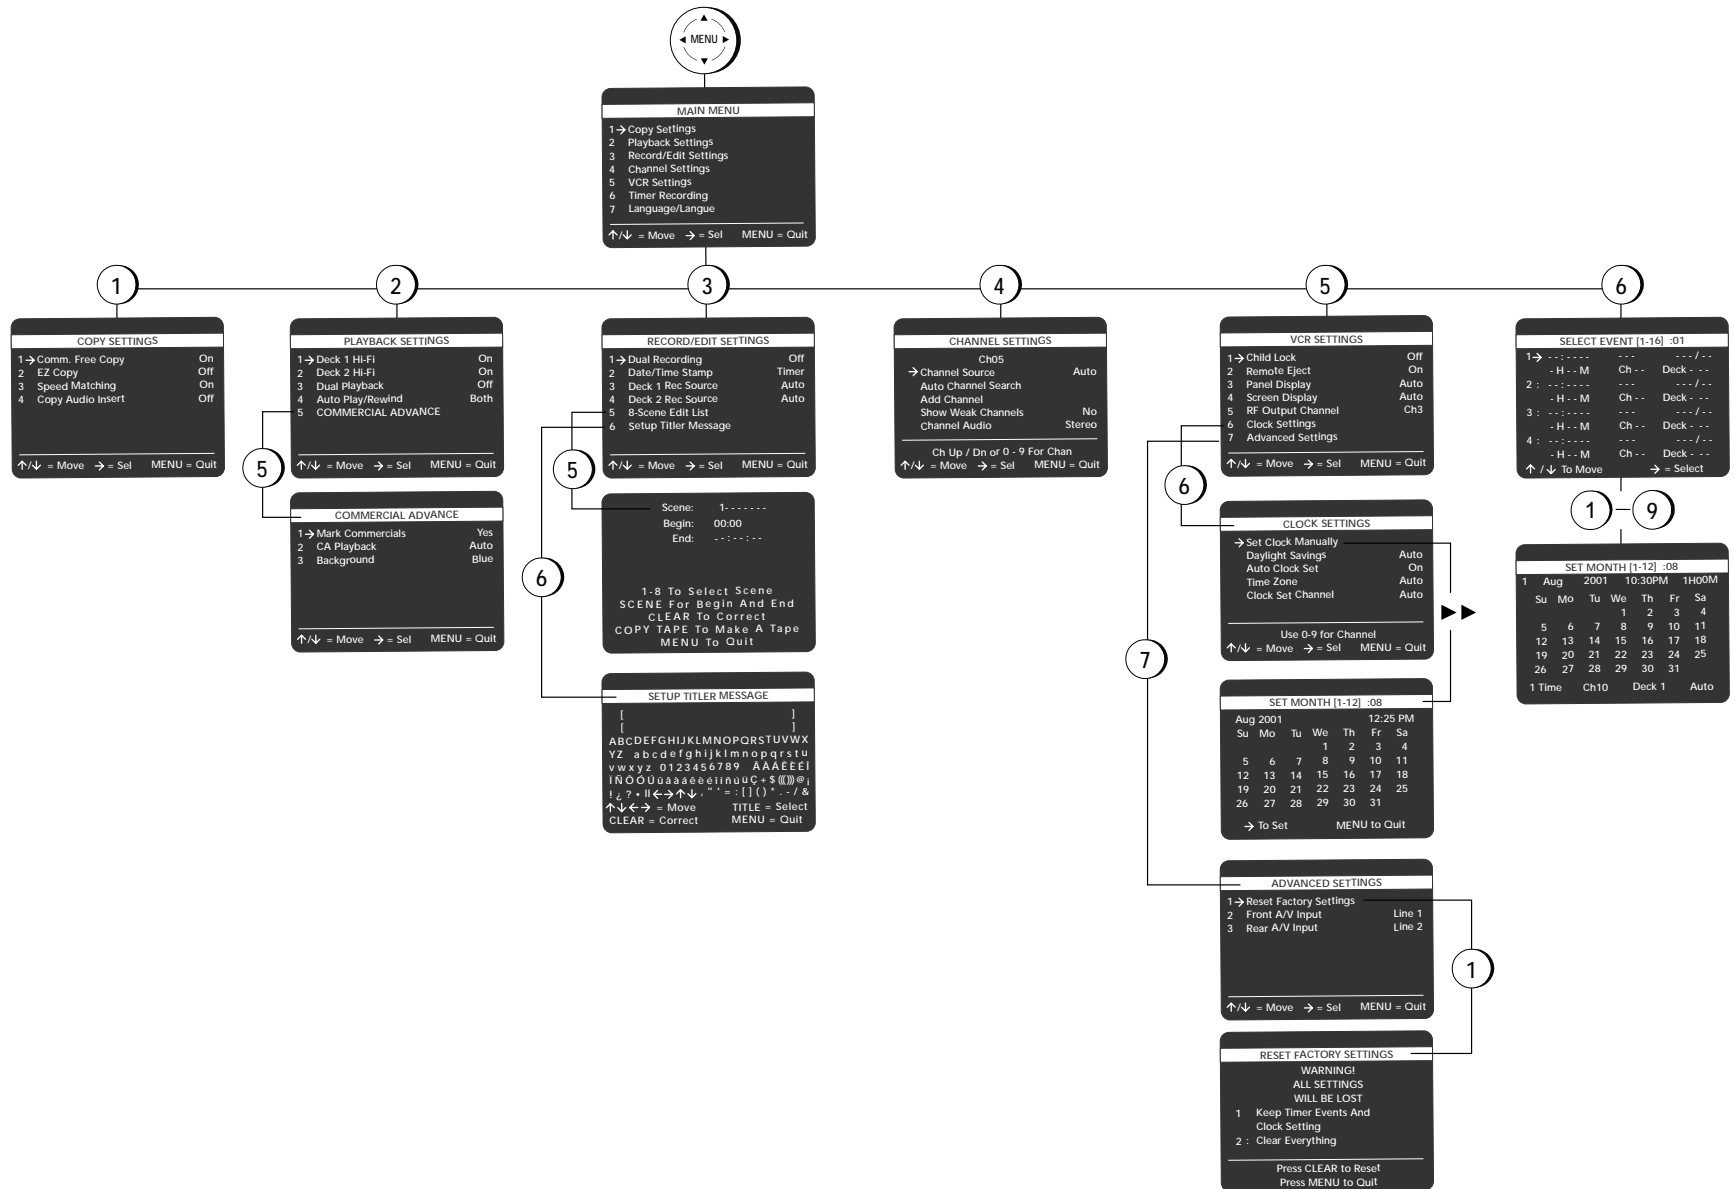 MENU
MAIN MENU
1 → Copy Settings
2 Playback Settings
3 Record/Edit Settings
4 Channel Settings
5 VCR Settings
6 Timer Recording
7 Language/Langue
↑/↓ = Move → = Sel MENU = Quit
1
2
3
4
5
6
COPY SETTINGS
1 → Comm. Free Copy On
2 EZ Copy Off
3 Speed Matching On
4 Copy Audio Insert Off
↑/↓ = Move → = Sel MENU = Quit
PLAYBACK SETTINGS
1 → Deck 1 Hi-Fi On
2 Deck 2 Hi-Fi On
3 Dual Playback Off
4 Auto Play/Rewind Both
5 COMMERCIAL ADVANCE
↑/↓ = Move → = Sel MENU = Quit
5
COMMERCIAL ADVANCE
1 → Mark Commercials Yes
2 CA Playback Auto
3 Background Blue
↑/↓ = Move → = Sel MENU = Quit
RECORD/EDIT SETTINGS
1 → Dual Recording Off
2 Date/Time Stamp Timer
3 Deck 1 Rec Source Auto
4 Deck 2 Rec Source Auto
5 8-Scene Edit List
6 Setup Titler Message
↑/↓ = Move → = Sel MENU = Quit
5
Scene: 1-------
Begin: 00:00
End: --:--:--
1-8 To Select Scene
SCENE For Begin And End
CLEAR To Correct
COPY TAPE To Make A Tape
MENU To Quit
6
SETUP TITLER MESSAGE
[ ]
[ ]
ABCDEFGHIJKLMNOPQRSTUVWX
YZ abcdefghijklmnopqrstu
vwxyz 0123456789
↑↓←→ = Move TITLE = Select
CLEAR = Correct MENU = Quit
CHANNEL SETTINGS
Ch05
→ Channel Source Auto
Auto Channel Search
Add Channel
Show Weak Channels No
Channel Audio Stereo
Ch Up / Dn or 0 - 9 For Chan
↑/↓ = Move → = Sel MENU = Quit
VCR SETTINGS
1 → Child Lock Off
2 Remote Eject On
3 Panel Display Auto
4 Screen Display Auto
5 RF Output Channel Ch3
6 Clock Settings
7 Advanced Settings
↑/↓ = Move → = Sel MENU = Quit
6
CLOCK SETTINGS
→ Set Clock Manually
Daylight Savings Auto
Auto Clock Set On
Time Zone Auto
Clock Set Channel Auto
Use 0-9 for Channel
↑/↓ = Move → = Sel MENU = Quit
SET MONTH [1-12] :08
Aug 2001 12:25 PM
Su Mo Tu We Th Fr Sa
1 2 3 4
5 6 7 8 9 10 11
12 13 14 15 16 17 18
19 20 21 22 23 24 25
26 27 28 29 30 31
→ To Set MENU to Quit
7
ADVANCED SETTINGS
1 → Reset Factory Settings
2 Front A/V Input Line 1
3 Rear A/V Input Line 2
↑/↓ = Move → = Sel MENU = Quit
1
RESET FACTORY SETTINGS
WARNING!
ALL SETTINGS
WILL BE LOST
1 Keep Timer Events And
Clock Setting
2 : Clear Everything
Press CLEAR to Reset
Press MENU to Quit
SELECT EVENT [1-16] :01
1 → --:---- --- ---/--
-H--M Ch-- Deck---
2 : --:---- --- ---/--
-H--M Ch-- Deck---
3 : --:---- --- ---/--
-H--M Ch-- Deck---
4 : --:---- --- ---/--
-H--M Ch-- Deck---
↑/↓ To Move → = Select
1 – 9
SET MONTH [1-12] :08
1 Aug 2001 10:30PM 1H00M
Su Mo Tu We Th Fr Sa
1 2 3 4
5 6 7 8 9 10 11
12 13 14 15 16 17 18
19 20 21 22 23 24 25
26 27 28 29 30 31
1 Time Ch10 Deck 1 Auto